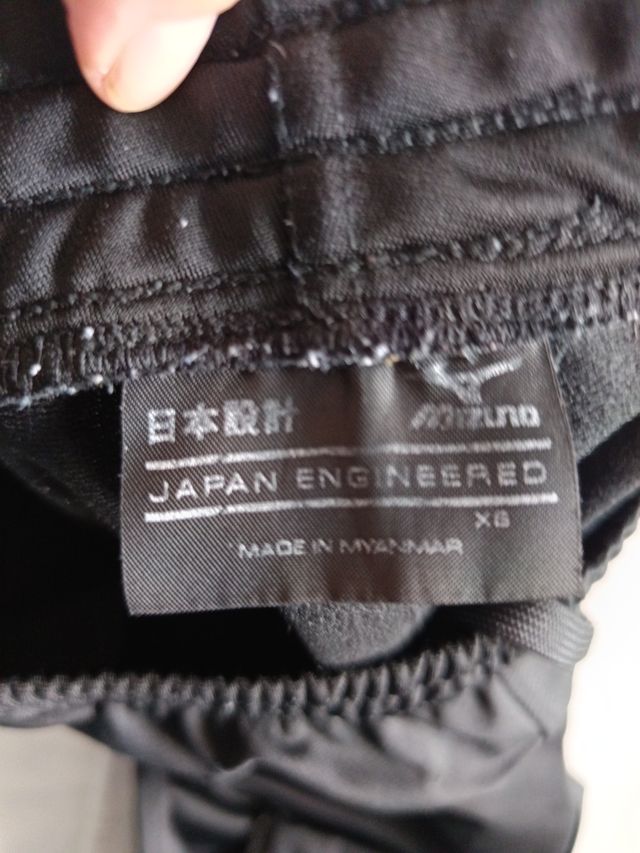 日本設計
Mizuno
JAPAN ENGINEERED
XS
MADE IN MYANMAR